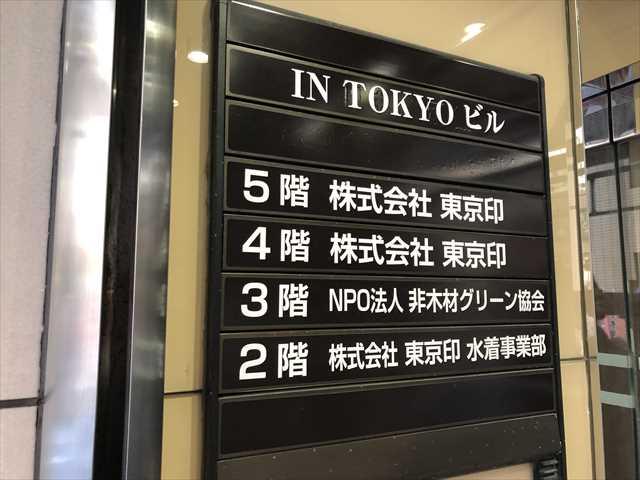 IN TOKYO ビル
5階 株式会社 東京印
4階 株式会社 東京印
3階 NPO法人 非木材グリーン協会
2階 株式会社 東京印 水着事業部